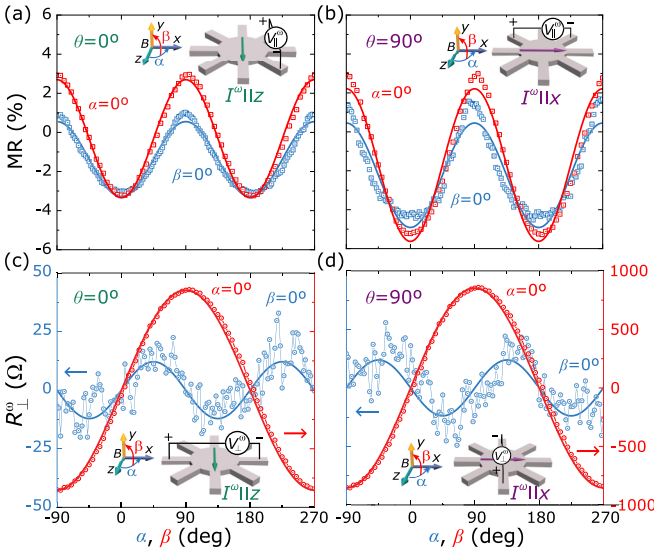 (a)
θ=0º
y
B
β
x
z
α
+
V∥ω
-
Iω||z
α=0º
β=0º
MR (%)
6
4
2
0
-2
-4
-6
(b)
θ=90º
y
B
β
x
z
α
+
V∥ω
-
Iω||x
α=0º
β=0º
(c)
θ=0º
α=0º
β=0º
R⊥ω (Ω)
50
25
0
-25
-50
y
B
β
x
z
α
+
Vω
-
Iω||z
-90 0 90 180 270
(d)
θ=90º
α=0º
β=0º
1000
500
0
-500
-1000
y
B
β
x
z
α
-
Vω
+
Iω||x
-90 0 90 180 270
α, β (deg)
α, β (deg)